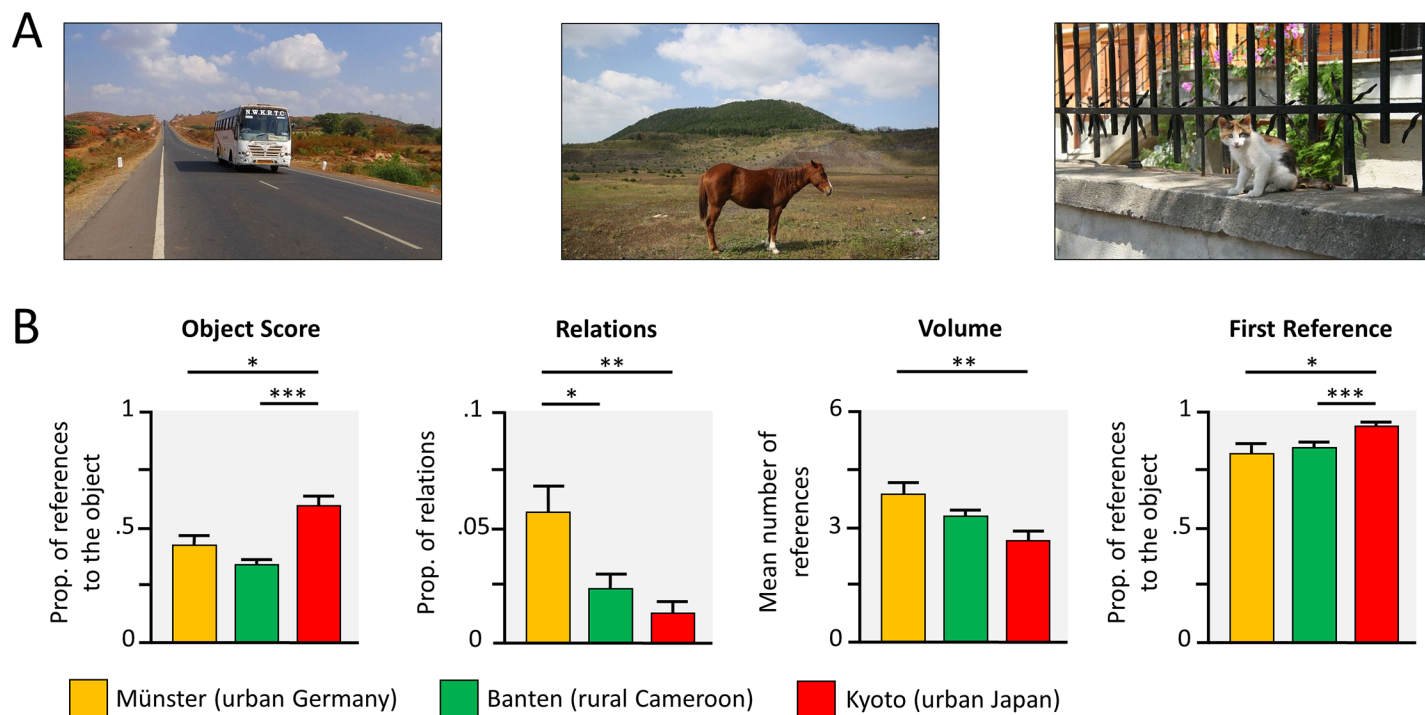 A
N.W.K.R.T.C
B
Object Score
*
***
1
.5
0
Prop. of references
to the object
Relations
**
*
.1
.05
0
Prop. of relations
Volume
**
6
3
0
Mean number of
references
First Reference
*
***
1
.5
0
Prop. of references
to the object
Münster (urban Germany)
Banten (rural Cameroon)
Kyoto (urban Japan)